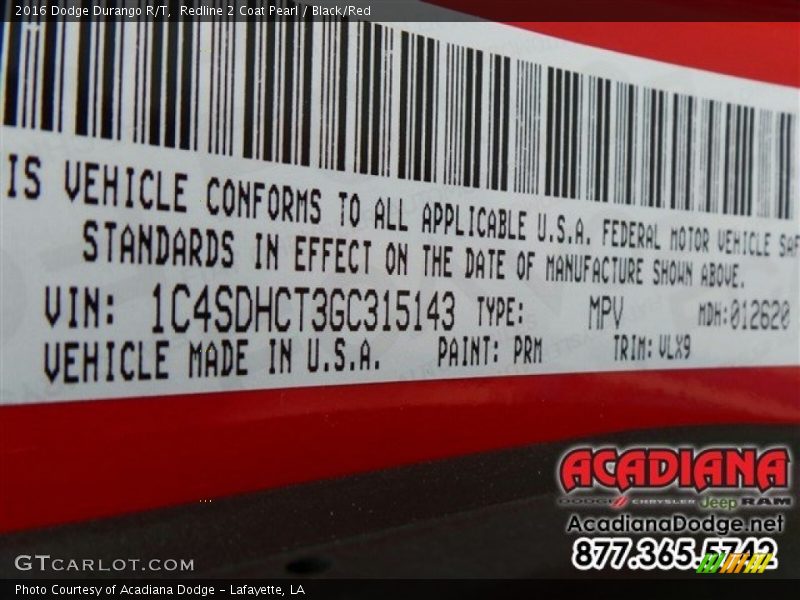 2016 Dodge Durango R/T, Redline 2 Coat Pearl / Black/Red
IS VEHICLE CONFORMS TO ALL APPLICABLE U.S.A. FEDERAL MOTOR VEHICLE SAF
STANDARDS IN EFFECT ON THE DATE OF MANUFACTURE SHOWN ABOVE.
VIN: 1C4SDHCT3GC315143 TYPE: MPV MDH:012620
VEHICLE MADE IN U.S.A. PAINT: PRM TRIM: VLX9
ACADIANA
DODGE CHRYSLER Jeep RAM
AcadianaDodge.net
877.365.5742
GTCARLOT.COM
Photo Courtesy of Acadiana Dodge - Lafayette, LA